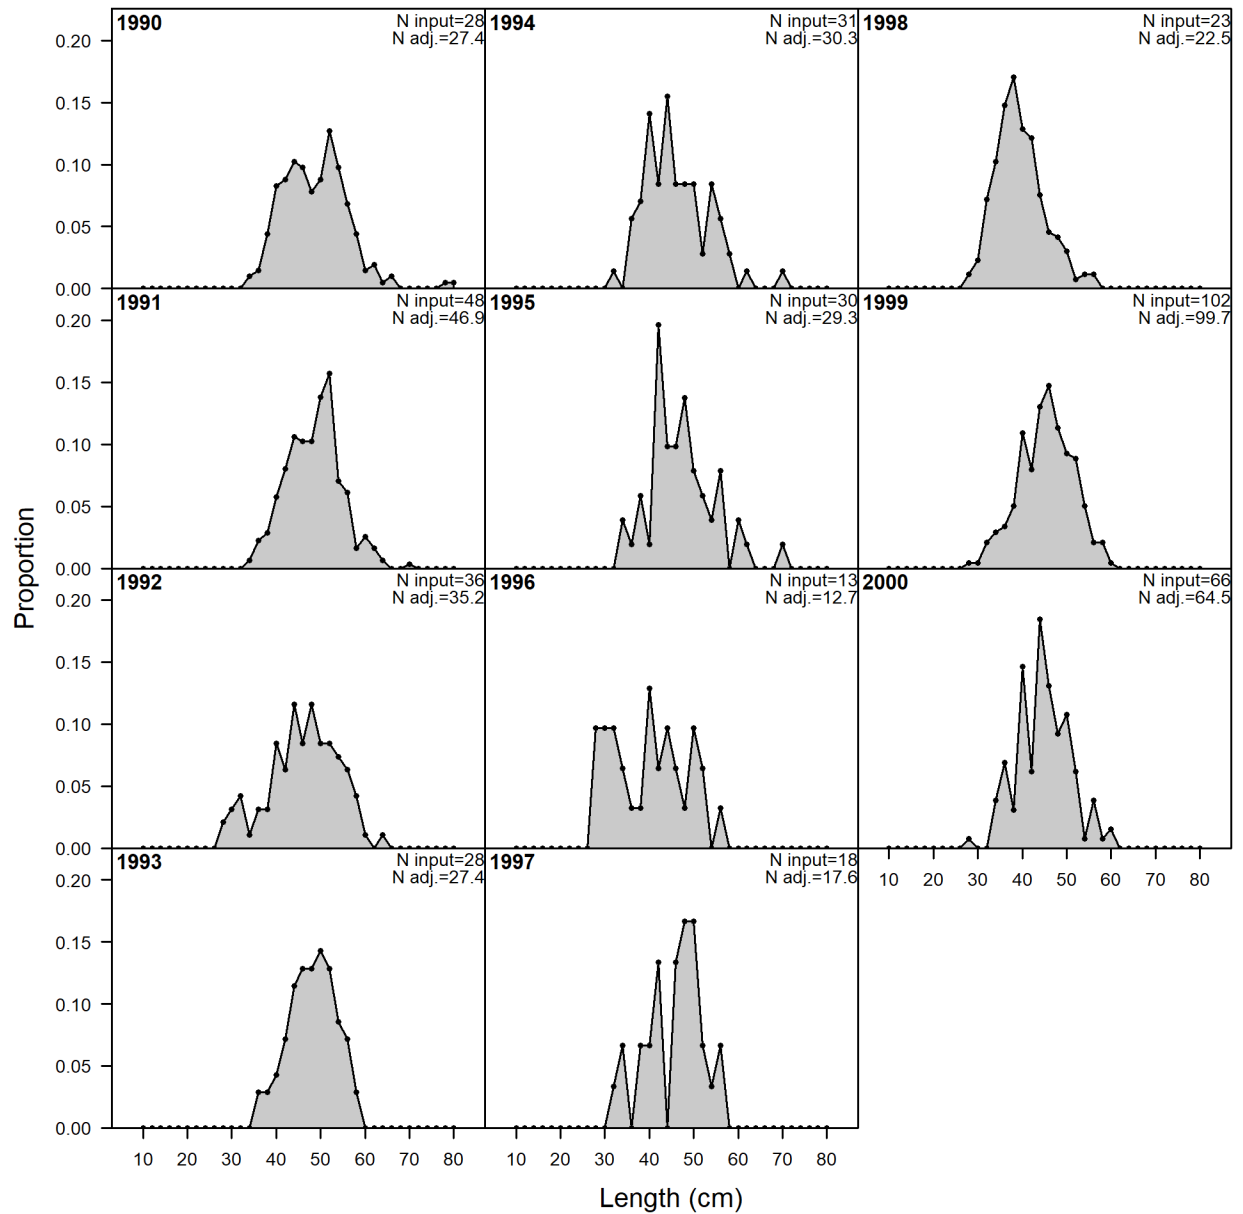 1990
N input=28
N adj.=27.4
1994
N input=31
N adj.=30.3
1998
N input=23
N adj.=22.5
0.20
0.15
0.10
0.05
0.00
1991
N input=48
N adj.=46.9
1995
N input=30
N adj.=29.3
1999
N input=102
N adj.=99.7
0.20
0.15
0.10
0.05
0.00
1992
N input=36
N adj.=35.2
1996
N input=13
N adj.=12.7
2000
N input=66
N adj.=64.5
0.20
0.15
0.10
0.05
0.00
10 20 30 40 50 60 70 80
1993
N input=28
N adj.=27.4
1997
N input=18
N adj.=17.6
0.20
0.15
0.10
0.05
0.00
10 20 30 40 50 60 70 80
10 20 30 40 50 60 70 80
Proportion
Length (cm)